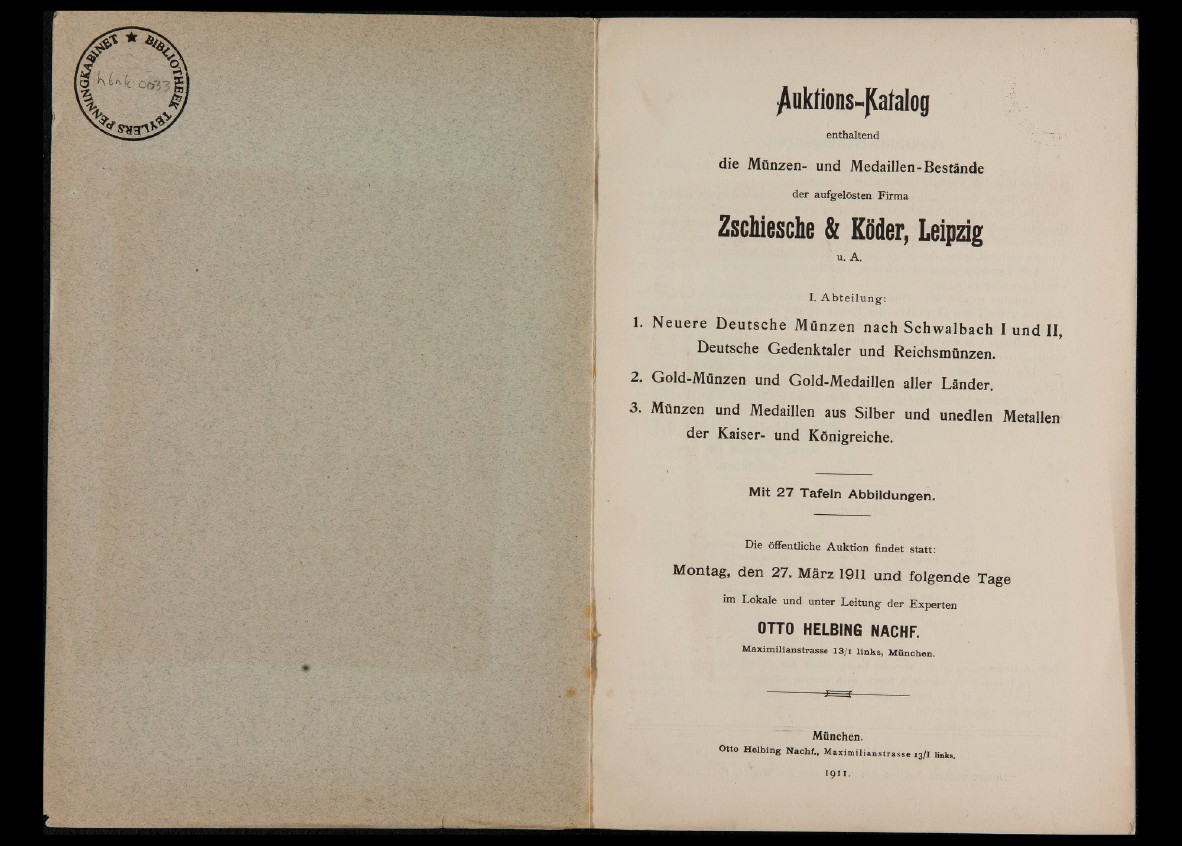 BIBLIOTHEEK TEYLERS PENNINGKABINET ★
hbnk 0033
Auktions-Katalog
enthaltend
die Münzen- und Medaillen-Bestände
der aufgelösten Firma
Zschiesche & Köder, Leipzig
u. A.
I. Abteilung:
1. Neuere Deutsche Münzen nach Schwalbach I und II,
Deutsche Gedenktaler und Reichsmünzen.
2. Gold-Münzen und Gold-Medaillen aller Länder.
3. Münzen und Medaillen aus Silber und unedlen Metallen
der Kaiser- und Königreiche.
Mit 27 Tafeln Abbildungen.
Die öffentliche Auktion findet statt:
Montag, den 27. März 1911 und folgende Tage
im Lokale und unter Leitung der Experten
OTTO HELBING NACHF.
Maximilianstrasse 13/I links, München.
München.
Otto Helbing Nachf., Maximilianstrasse 13/I links.
1911.